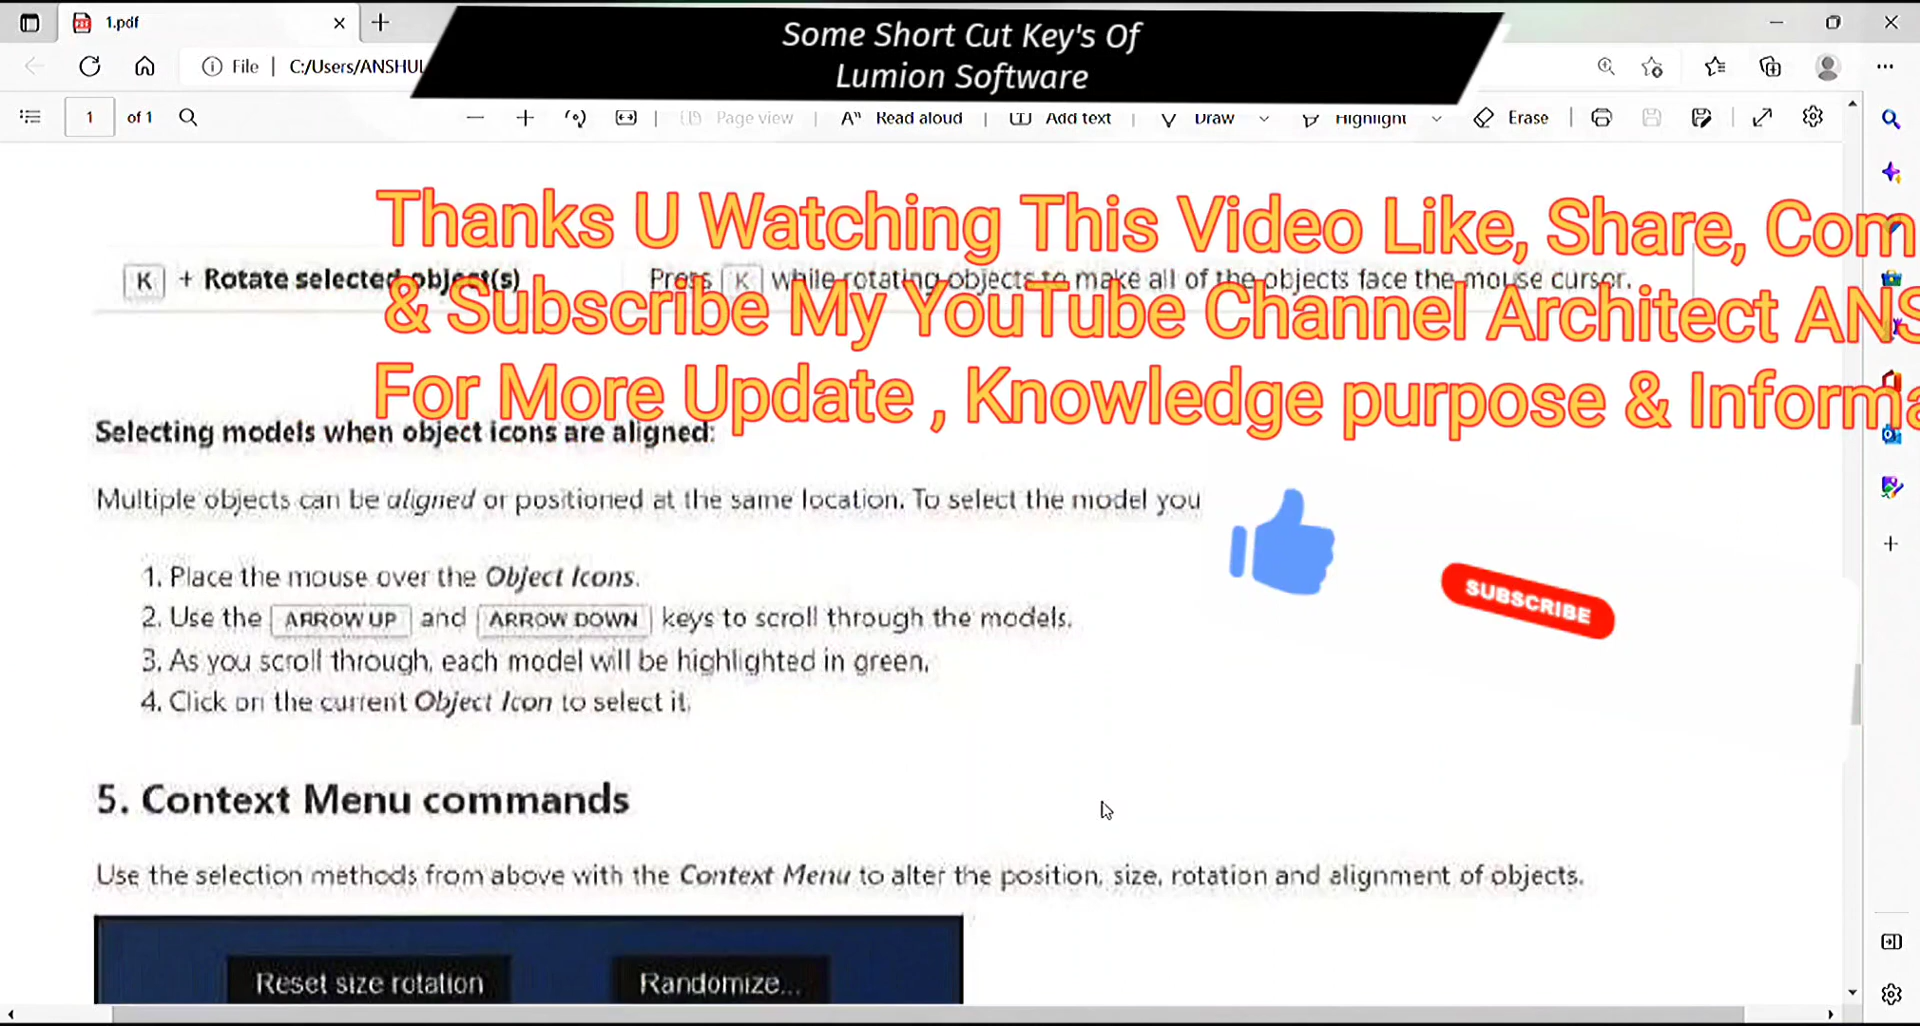 1.pdf
Some Short Cut Key's Of
Lumion Software
File
C:/Users/ANSHUL
1
of 1
Page view
Read aloud
Add text
Draw
Highlight
Erase
Thanks U Watching This Video Like, Share, Com
K + Rotate selected object(s)
Press K while rotating objects to make all of the objects face the mouse cursor.
& Subscribe My YouTube Channel Architect ANS
For More Update , Knowledge purpose & Informa
Selecting models when object icons are aligned:
Multiple objects can be aligned or positioned at the same location. To select the model you
1. Place the mouse over the Object Icons.
2. Use the ARROW UP and ARROW DOWN keys to scroll through the models.
3. As you scroll through, each model will be highlighted in green.
4. Click on the current Object Icon to select it.
SUBSCRIBE
5. Context Menu commands
Use the selection methods from above with the Context Menu to alter the position, size, rotation and alignment of objects.
Reset size rotation
Randomize...